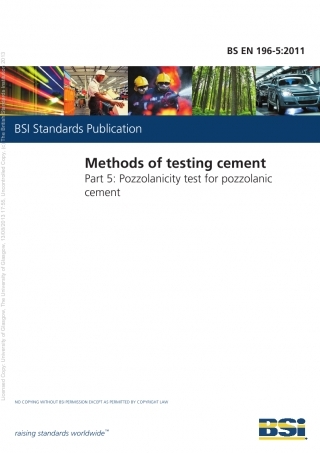 BS EN 196-5:2011
BSI Standards Publication
Methods of testing cement
Part 5: Pozzolanicity test for pozzolanic
cement
NO COPYING WITHOUT BSI PERMISSION EXCEPT AS PERMITTED BY COPYRIGHT LAW
raising standards worldwide™
BSi